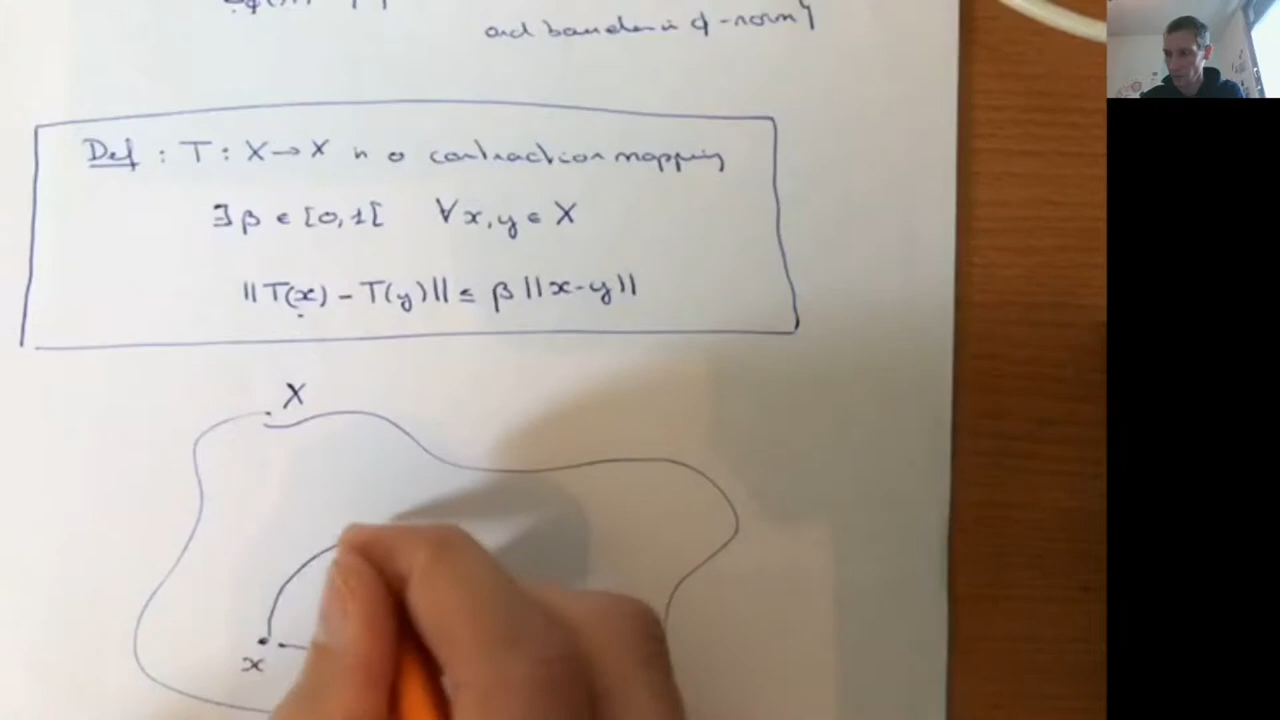 and bounded in ϕ-norm}
Def : T : X → X is a contraction mapping
∃ β ∈ [0,1[ ∀ x, y ∈ X
||T(x) - T(y)|| ≤ β ||x-y||
X
x